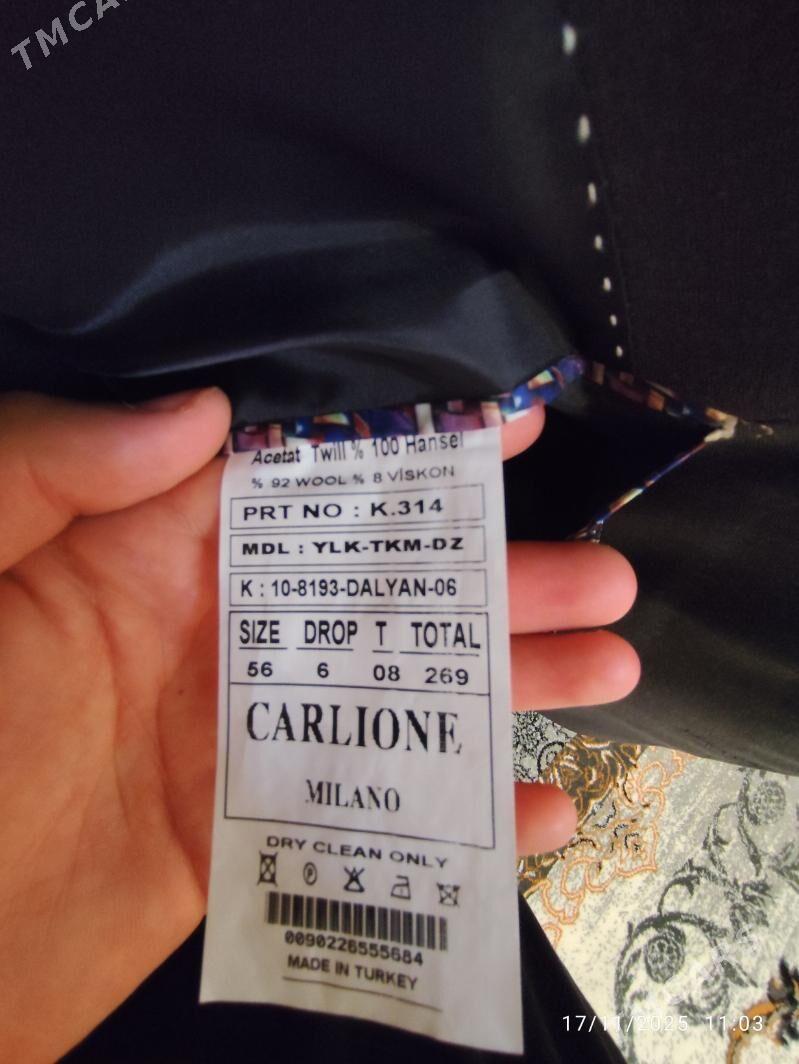 Acetat Twill % 100 Hansel
% 92 WOOL % 8 VİSKON
PRT NO : K.314
MDL : YLK-TKM-DZ
K : 10-8193-DALYAN-06
SIZE DROP T TOTAL
56 6 08 269
CARLIONE
MILANO
DRY CLEAN ONLY
0090226555684
MADE IN TURKEY
17/11/2025 11:03